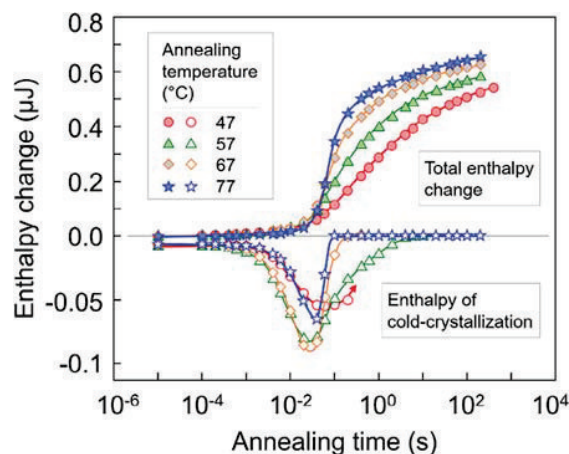 Enthalpy change (µJ)
0.8
0.6
0.4
0.2
0.0
-0.05
-0.1
Annealing
temperature
(°C)
47
57
67
77
Total enthalpy
change
Enthalpy of
cold-crystallization
10-6
10-4
10-2
100
102
104
Annealing time (s)